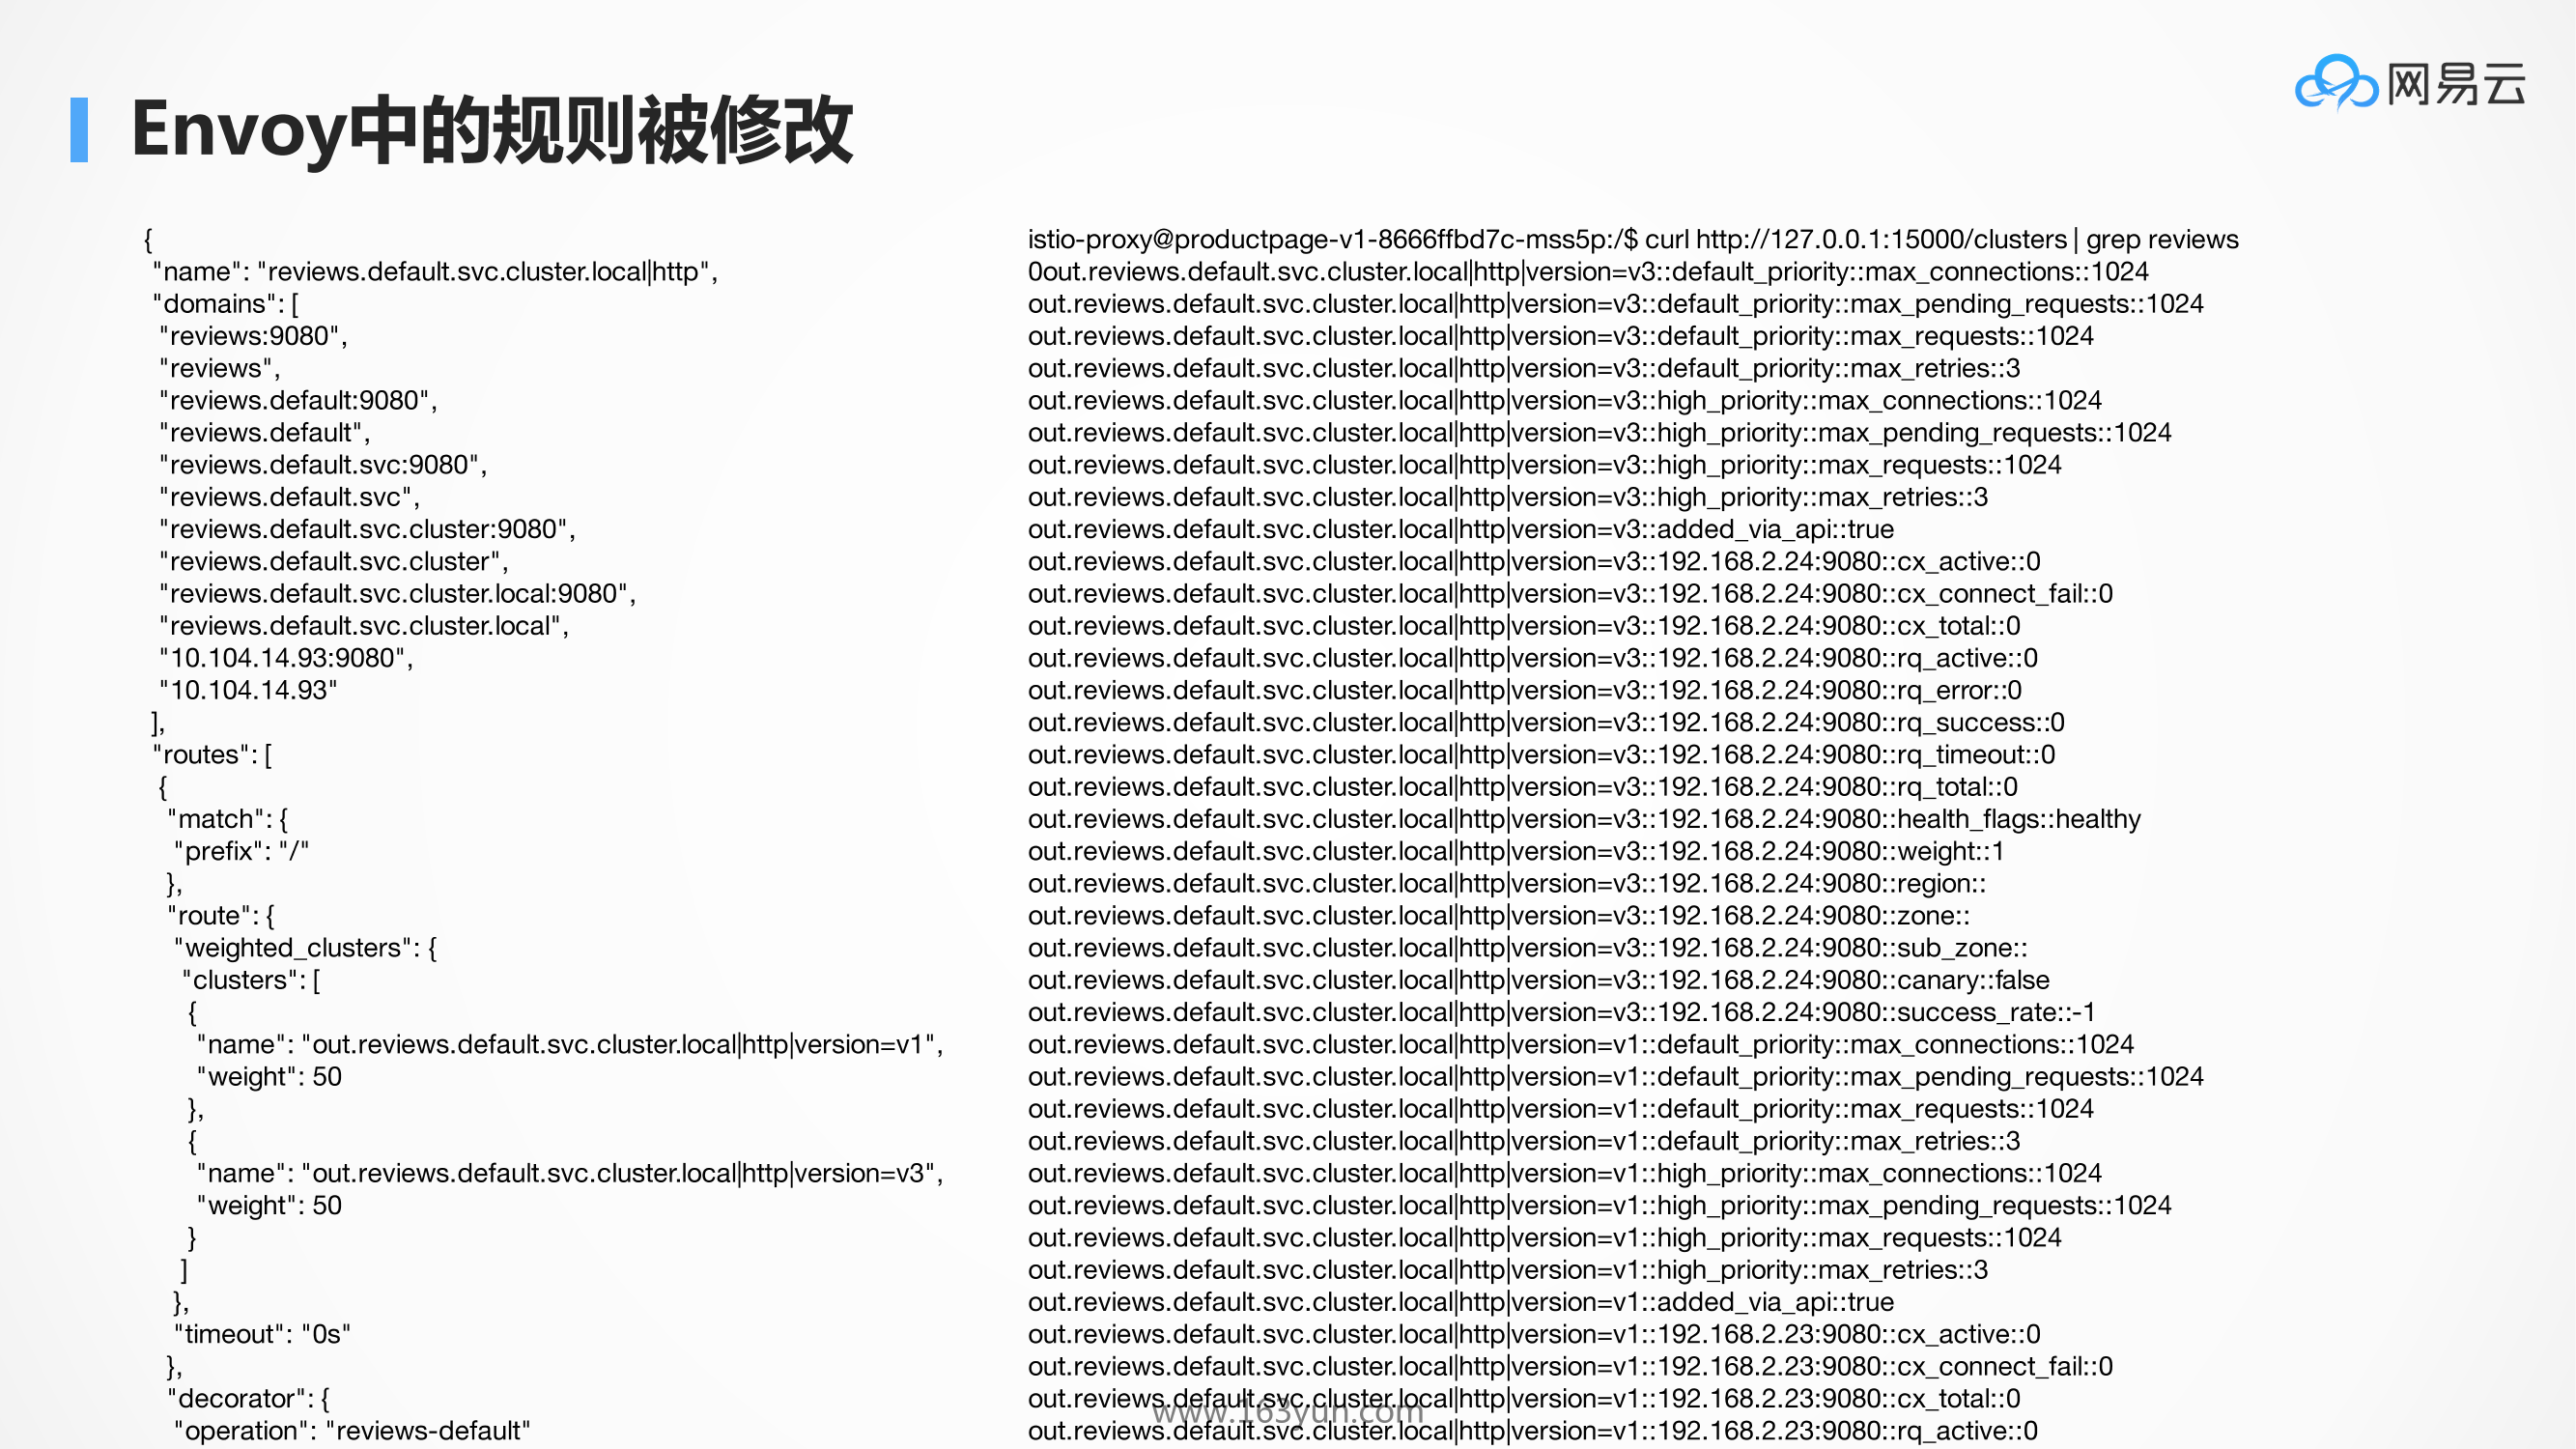 网易云
Envoy中的规则被修改
{
"name": "reviews.default.svc.cluster.local|http",
"domains": [
"reviews:9080",
"reviews",
"reviews.default:9080",
"reviews.default",
"reviews.default.svc:9080",
"reviews.default.svc",
"reviews.default.svc.cluster:9080",
"reviews.default.svc.cluster",
"reviews.default.svc.cluster.local:9080",
"reviews.default.svc.cluster.local",
"10.104.14.93:9080",
"10.104.14.93"
],
"routes": [
{
"match": {
"prefix": "/"
},
"route": {
"weighted_clusters": {
"clusters": [
{
"name": "out.reviews.default.svc.cluster.local|http|version=v1",
"weight": 50
},
{
"name": "out.reviews.default.svc.cluster.local|http|version=v3",
"weight": 50
}
]
},
"timeout": "0s"
},
"decorator": {
"operation": "reviews-default"
istio-proxy@productpage-v1-8666ffbd7c-mss5p:/$ curl http://127.0.0.1:15000/clusters | grep reviews
0out.reviews.default.svc.cluster.local|http|version=v3::default_priority::max_connections::1024
out.reviews.default.svc.cluster.local|http|version=v3::default_priority::max_pending_requests::1024
out.reviews.default.svc.cluster.local|http|version=v3::default_priority::max_requests::1024
out.reviews.default.svc.cluster.local|http|version=v3::default_priority::max_retries::3
out.reviews.default.svc.cluster.local|http|version=v3::high_priority::max_connections::1024
out.reviews.default.svc.cluster.local|http|version=v3::high_priority::max_pending_requests::1024
out.reviews.default.svc.cluster.local|http|version=v3::high_priority::max_requests::1024
out.reviews.default.svc.cluster.local|http|version=v3::high_priority::max_retries::3
out.reviews.default.svc.cluster.local|http|version=v3::added_via_api::true
out.reviews.default.svc.cluster.local|http|version=v3::192.168.2.24:9080::cx_active::0
out.reviews.default.svc.cluster.local|http|version=v3::192.168.2.24:9080::cx_connect_fail::0
out.reviews.default.svc.cluster.local|http|version=v3::192.168.2.24:9080::cx_total::0
out.reviews.default.svc.cluster.local|http|version=v3::192.168.2.24:9080::rq_active::0
out.reviews.default.svc.cluster.local|http|version=v3::192.168.2.24:9080::rq_error::0
out.reviews.default.svc.cluster.local|http|version=v3::192.168.2.24:9080::rq_success::0
out.reviews.default.svc.cluster.local|http|version=v3::192.168.2.24:9080::rq_timeout::0
out.reviews.default.svc.cluster.local|http|version=v3::192.168.2.24:9080::rq_total::0
out.reviews.default.svc.cluster.local|http|version=v3::192.168.2.24:9080::health_flags::healthy
out.reviews.default.svc.cluster.local|http|version=v3::192.168.2.24:9080::weight::1
out.reviews.default.svc.cluster.local|http|version=v3::192.168.2.24:9080::region::
out.reviews.default.svc.cluster.local|http|version=v3::192.168.2.24:9080::zone::
out.reviews.default.svc.cluster.local|http|version=v3::192.168.2.24:9080::sub_zone::
out.reviews.default.svc.cluster.local|http|version=v3::192.168.2.24:9080::canary::false
out.reviews.default.svc.cluster.local|http|version=v3::192.168.2.24:9080::success_rate::-1
out.reviews.default.svc.cluster.local|http|version=v1::default_priority::max_connections::1024
out.reviews.default.svc.cluster.local|http|version=v1::default_priority::max_pending_requests::1024
out.reviews.default.svc.cluster.local|http|version=v1::default_priority::max_requests::1024
out.reviews.default.svc.cluster.local|http|version=v1::default_priority::max_retries::3
out.reviews.default.svc.cluster.local|http|version=v1::high_priority::max_connections::1024
out.reviews.default.svc.cluster.local|http|version=v1::high_priority::max_pending_requests::1024
out.reviews.default.svc.cluster.local|http|version=v1::high_priority::max_requests::1024
out.reviews.default.svc.cluster.local|http|version=v1::high_priority::max_retries::3
out.reviews.default.svc.cluster.local|http|version=v1::added_via_api::true
out.reviews.default.svc.cluster.local|http|version=v1::192.168.2.23:9080::cx_active::0
out.reviews.default.svc.cluster.local|http|version=v1::192.168.2.23:9080::cx_connect_fail::0
out.reviews.default.svc.cluster.local|http|version=v1::192.168.2.23:9080::cx_total::0
out.reviews.default.svc.cluster.local|http|version=v1::192.168.2.23:9080::rq_active::0
www.163yun.com